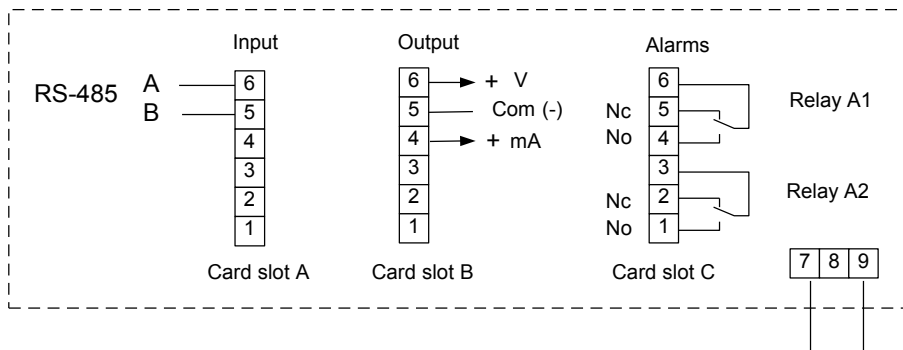 Input
Output
Alarms
RS-485
A
B
6
5
4
3
2
1
Card slot A
6
5
4
3
2
1
+ V
Com (-)
+ mA
Card slot B
6
5
4
3
2
1
Nc
No
Nc
No
Relay A1
Relay A2
Card slot C
7 8 9